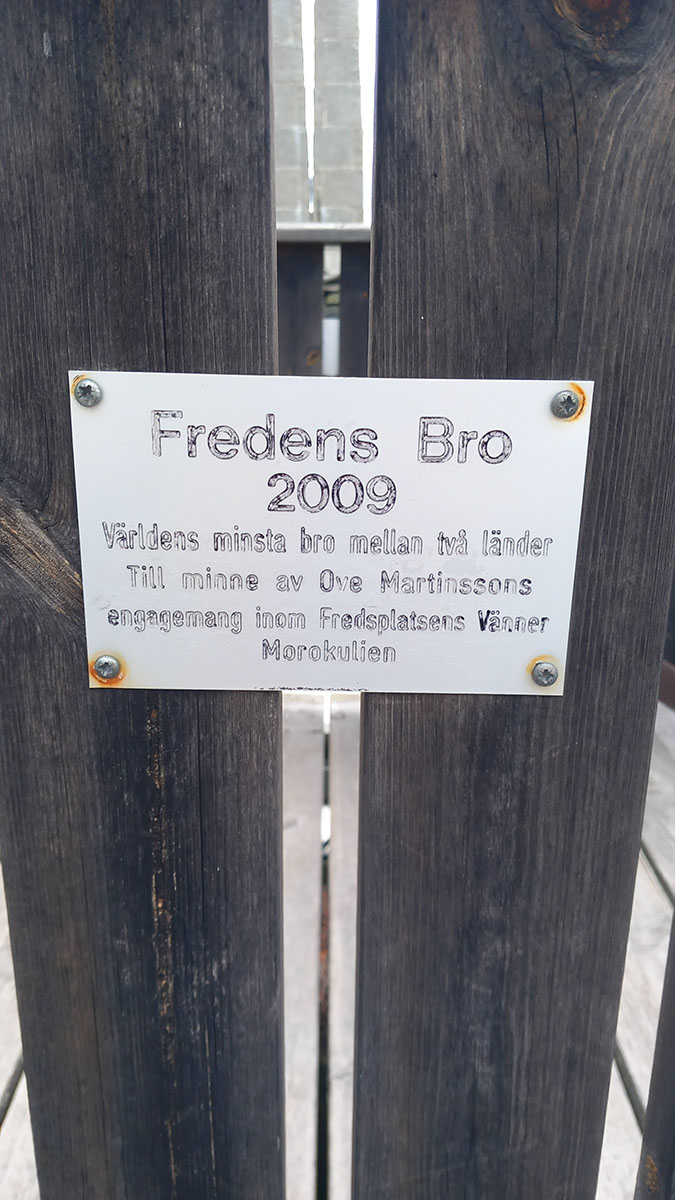 Fredens Bro
2009
Världens minsta bro mellan två länder
Till minne av Ove Martinssons
engagemang inom Fredsplatsens Vänner
Morokulien